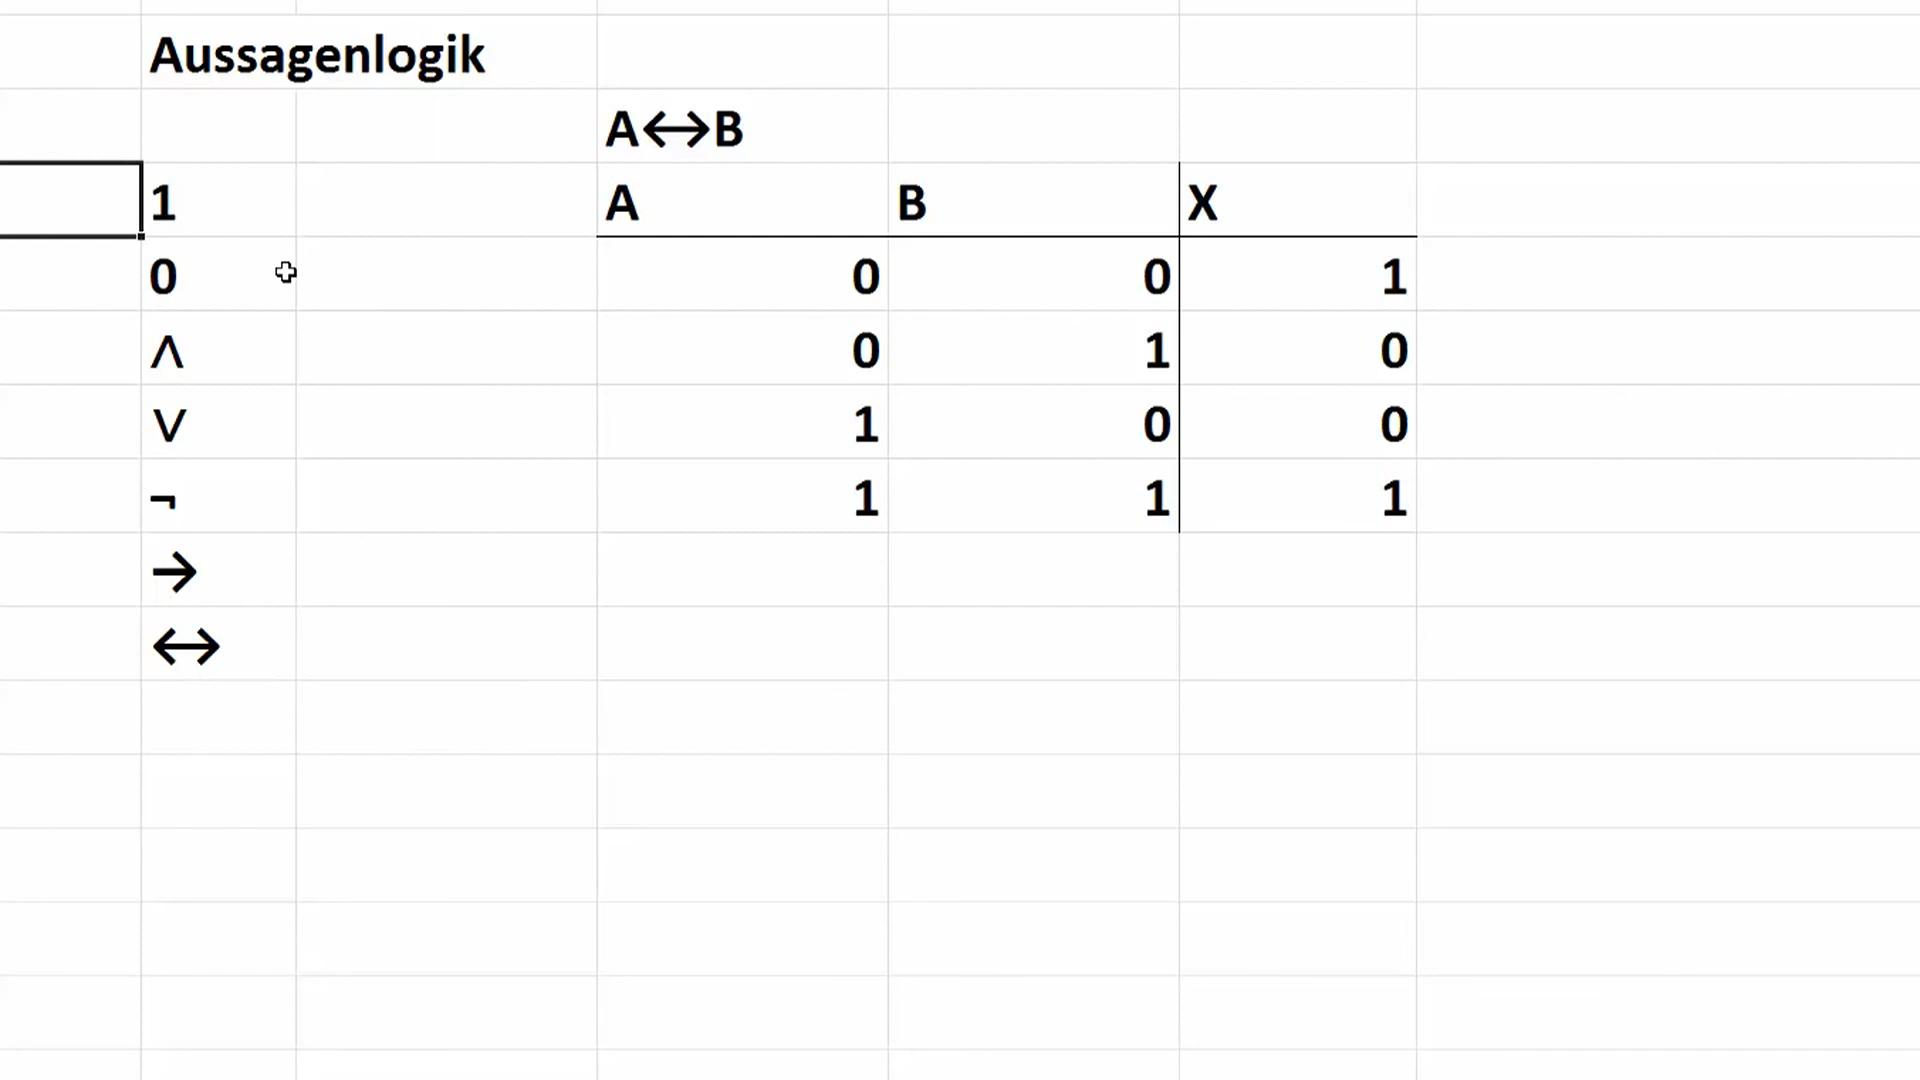 Aussagenlogik
A↔B
1 A B X
0 0 0 1
∧ 0 1 0
∨ 1 0 0
¬ 1 1 1
→
↔